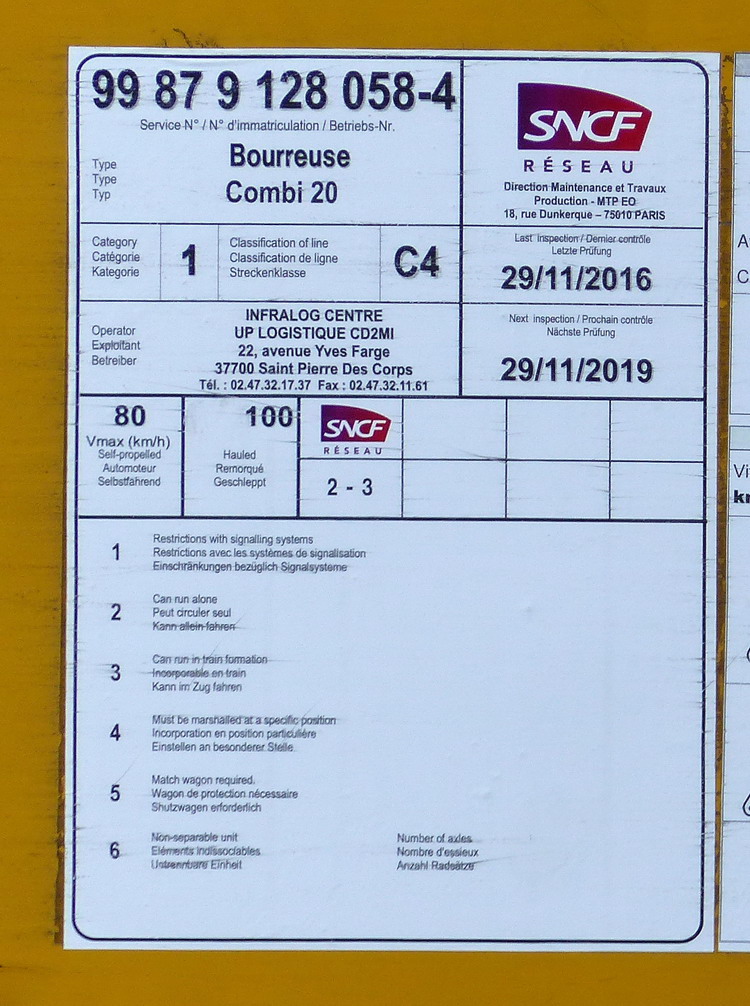 99 87 9 128 058-4
Service N° / N° d'immatriculation / Betriebs-Nr.
Type
Type
Typ
Bourreuse
Combi 20
SNCF
RÉSEAU
Direction Maintenance et Travaux
Production - MTP EO
18, rue Dunkerque – 75010 PARIS
Category
Catégorie
Kategorie
1
Classification of line
Classification de ligne
Streckenklasse
C4
Last inspection / Dernier contrôle
Letzte Prüfung
29/11/2016
Operator
Exploitant
Betreiber
INFRALOG CENTRE
UP LOGISTIQUE CD2MI
22, avenue Yves Farge
37700 Saint Pierre Des Corps
Tél. : 02.47.32.17.37 Fax : 02.47.32.11.61
Next inspection / Prochain contrôle
Nächste Prüfung
29/11/2019
80
Vmax (km/h)
Self-propelled
Automoteur
Selbstfahrend
100
Hauled
Remorqué
Geschleppt
SNCF
RÉSEAU
2 - 3
1
Restrictions with signalling systems
Restrictions avec les systèmes de signalisation
Einschränkungen bezüglich Signalsysteme
2
Can run alone
Peut circuler seul
Kann allein fahren
3
Can run in train formation
Incorporable en train
Kann im Zug fahren
4
Must be marshalled at a specific position
Incorporation en position particulière
Einstellen an besonderer Stelle
5
Match wagon required.
Wagon de protection nécessaire
Shutzwagen erforderlich
6
Non-separable unit
Eléments indissociables
Untrennbare Einheit
Number of axles
Nombre d'essieux
Anzahl Radsätze